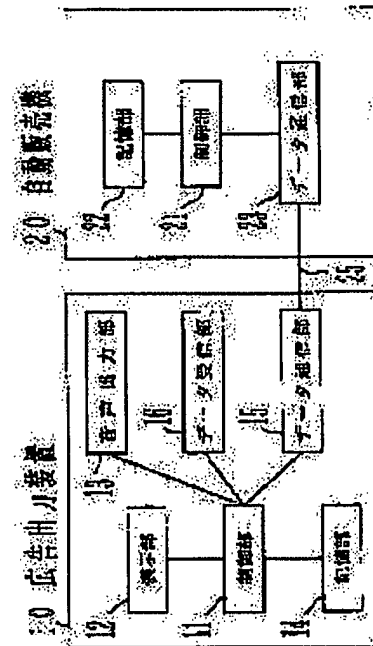 10 広告出力装置
20 自動販売機
12
表示部
13
音声出力部
22
記憶部
11
制御部
16
データ受信部
21
制御部
14
記憶部
15
データ通信部
23
データ通信部
25